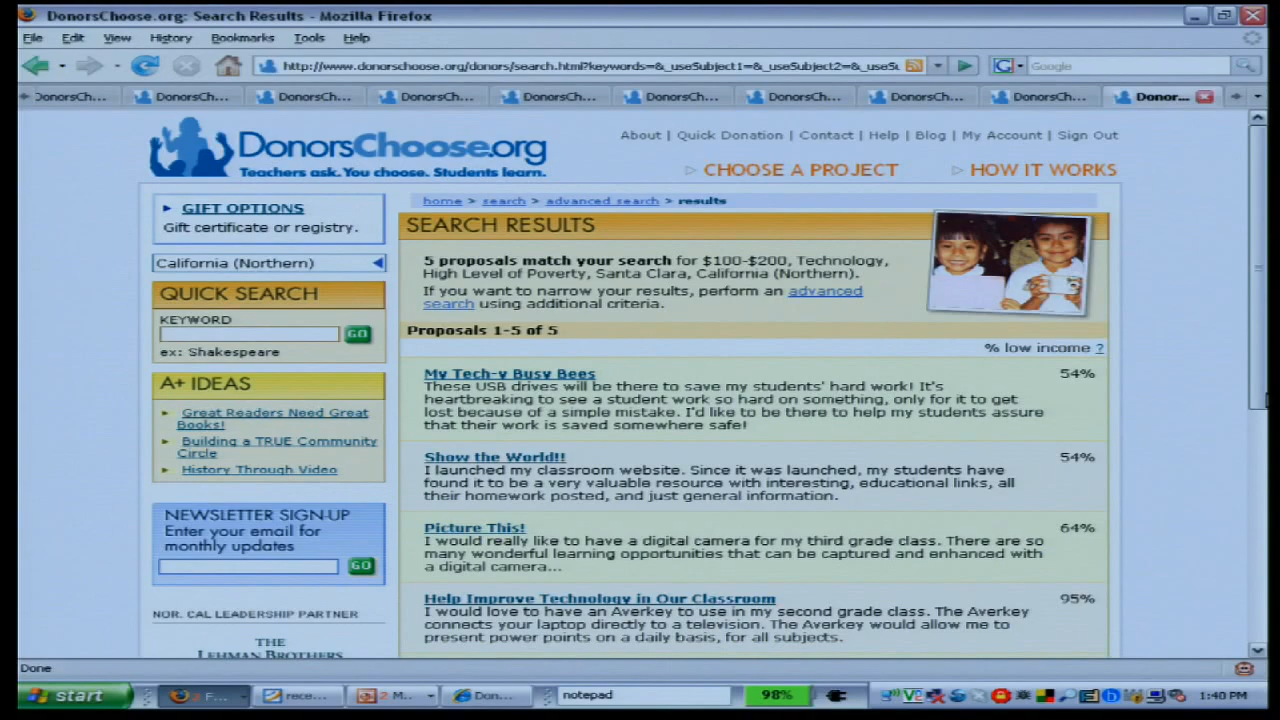 DonorsChoose.org: Search Results - Mozilla Firefox
File Edit View History Bookmarks Tools Help
http://www.donorschoose.org/donors/search.html?keywords=&_useSubject1=&_useSubject2=&_useSu
Google
DonorsCh... DonorsCh... DonorsCh... DonorsCh... DonorsCh... DonorsCh... DonorsCh... DonorsCh... DonorsCh... Donor...
DonorsChoose.org
Teachers ask. You choose. Students learn.
About | Quick Donation | Contact | Help | Blog | My Account | Sign Out
CHOOSE A PROJECT HOW IT WORKS
GIFT OPTIONS
Gift certificate or registry.
California (Northern)
QUICK SEARCH
KEYWORD
GO
ex: Shakespeare
A+ IDEAS
Great Readers Need Great
Books!
Building a TRUE Community
Circle
History Through Video
NEWSLETTER SIGN-UP
Enter your email for
monthly updates
GO
NOR. CAL LEADERSHIP PARTNER
THE
LEHMAN BROTHERS
home > search > advanced search > results
SEARCH RESULTS
5 proposals match your search for $100-$200, Technology,
High Level of Poverty, Santa Clara, California (Northern).
If you want to narrow your results, perform an advanced
search using additional criteria.
Proposals 1-5 of 5
% low income ?
My Tech-y Busy Bees 54%
These USB drives will be there to save my students' hard work! It's
heartbreaking to see a student work so hard on something, only for it to get
lost because of a simple mistake. I'd like to be there to help my students assure
that their work is saved somewhere safe!
Show the World!! 54%
I launched my classroom website. Since it was launched, my students have
found it to be a very valuable resource with interesting, educational links, all
their homework posted, and just general information.
Picture This! 64%
I would really like to have a digital camera for my third grade class. There are so
many wonderful learning opportunities that can be captured and enhanced with
a digital camera...
Help Improve Technology in Our Classroom 95%
I would love to have an Averkey to use in my second grade class. The Averkey
connects your laptop directly to a television. The Averkey would allow me to
present power points on a daily basis, for all subjects.
Done
start 2 F... rece... 2 M... Don... notepad 98% 1:40 PM